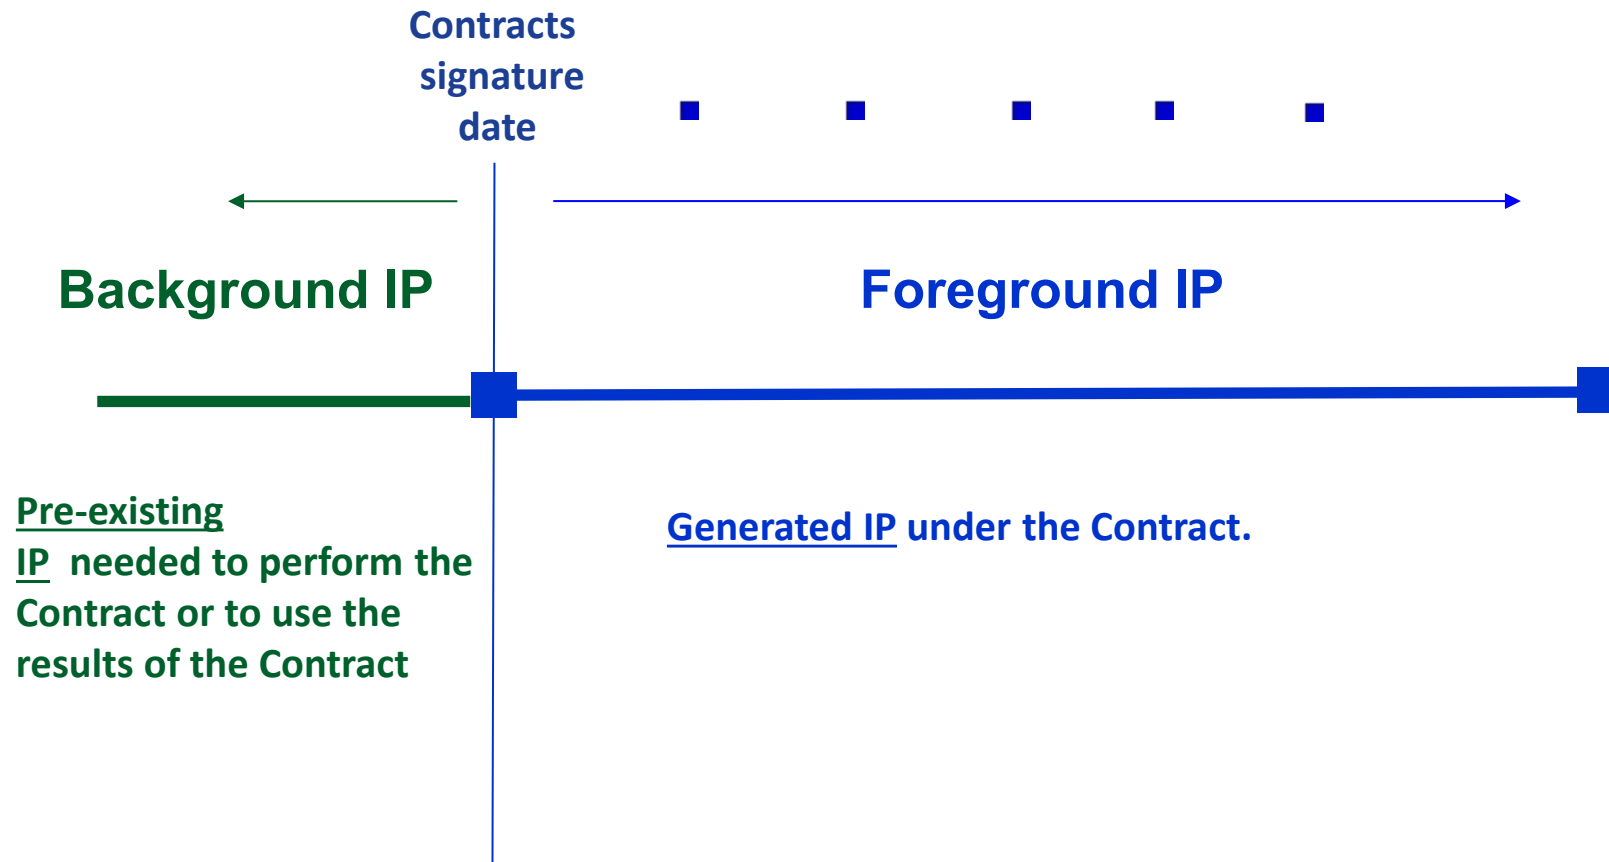 Contracts
signature
date
Background IP
Foreground IP
Pre-existing
IP needed to perform the
Contract or to use the
results of the Contract
Generated IP under the Contract.